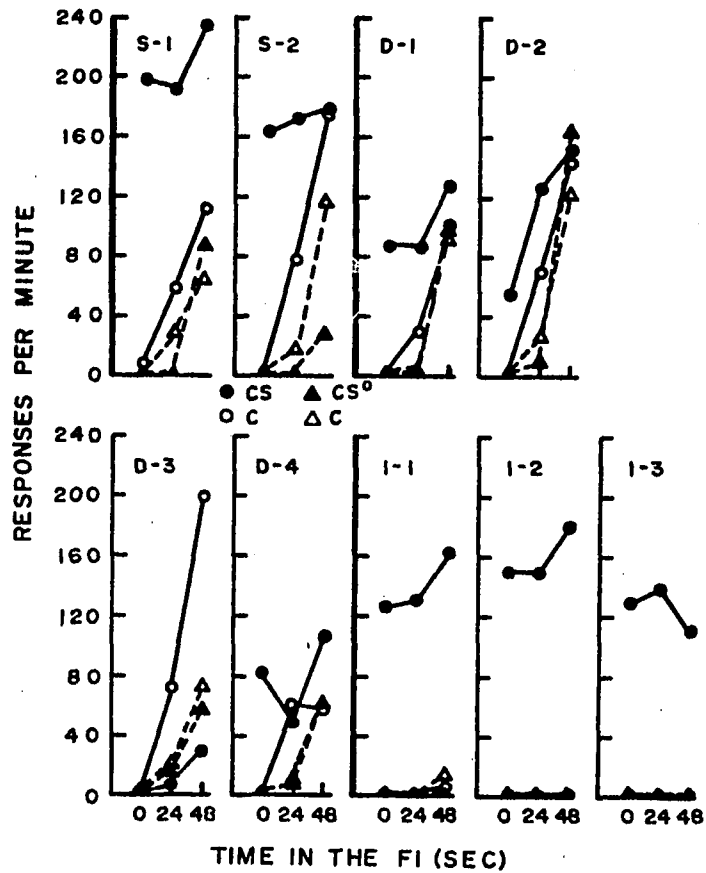 RESPONSES PER MINUTE
240
200
160
120
80
40
0
S-1
S-2
D-1
D-2
● CS ▲ CS⁰
○ C △ C
240
200
160
120
80
40
0
D-3
D-4
I-1
I-2
I-3
0 24 48
0 24 48
0 24 48
0 24 48
0 24 48
TIME IN THE FI (SEC)